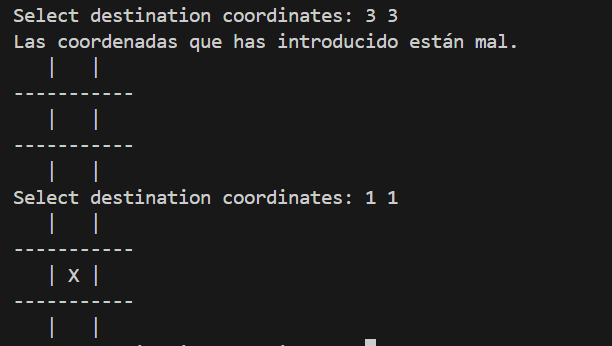 Select destination coordinates: 3 3
Las coordenadas que has introducido están mal.
   |   |
-----------
   |   |
-----------
   |   |
Select destination coordinates: 1 1
   |   |
-----------
   | X |
-----------
   |   |